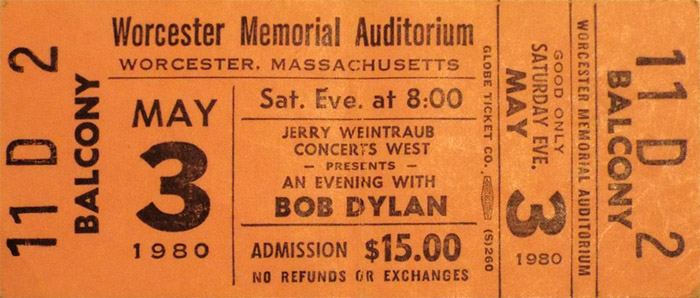 11 D 2
BALCONY
Worcester Memorial Auditorium
WORCESTER, MASSACHUSETTS
MAY
3
1980
Sat. Eve. at 8:00
JERRY WEINTRAUB
CONCERTS WEST
— PRESENTS —
AN EVENING WITH
BOB DYLAN
ADMISSION $15.00
NO REFUNDS OR EXCHANGES
GLOBE TICKET CO. (S)260
GOOD ONLY
SATURDAY EVE.
MAY
3
1980
WORCESTER MEMORIAL AUDITORIUM
BALCONY
11 D 2